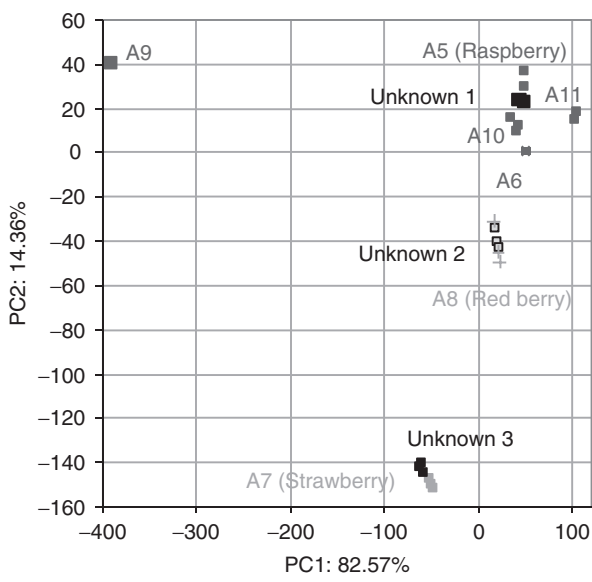 60
A9
A5 (Raspberry)
40
Unknown 1
A11
20
A10
0
A6
−20
−40
Unknown 2
−60
A8 (Red berry)
−80
−100
−120
Unknown 3
−140
A7 (Strawberry)
−160
−400 −300 −200 −100 0 100
PC1: 82.57%
PC2: 14.36%